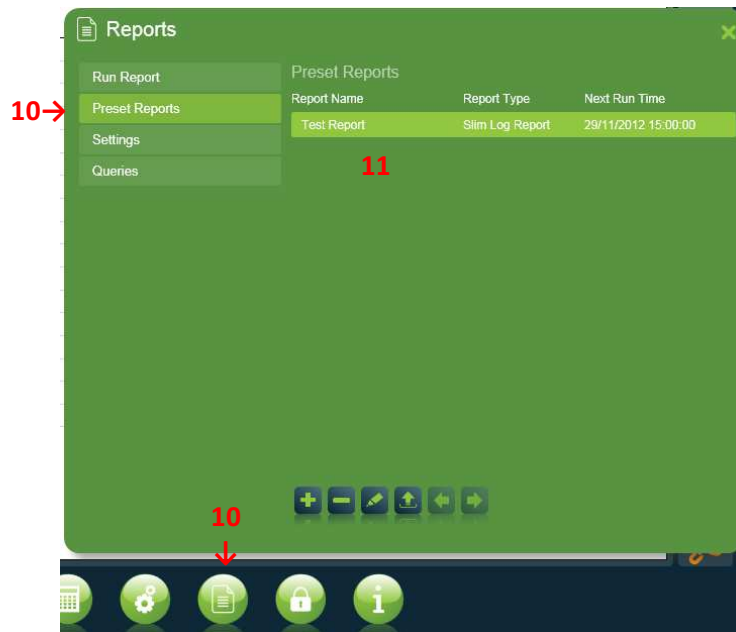 Reports
Run Report
Preset Reports
Settings
Queries
Preset Reports
Report Name Report Type Next Run Time
Test Report Slim Log Report 29/11/2012 15:00:00
10→
11
10